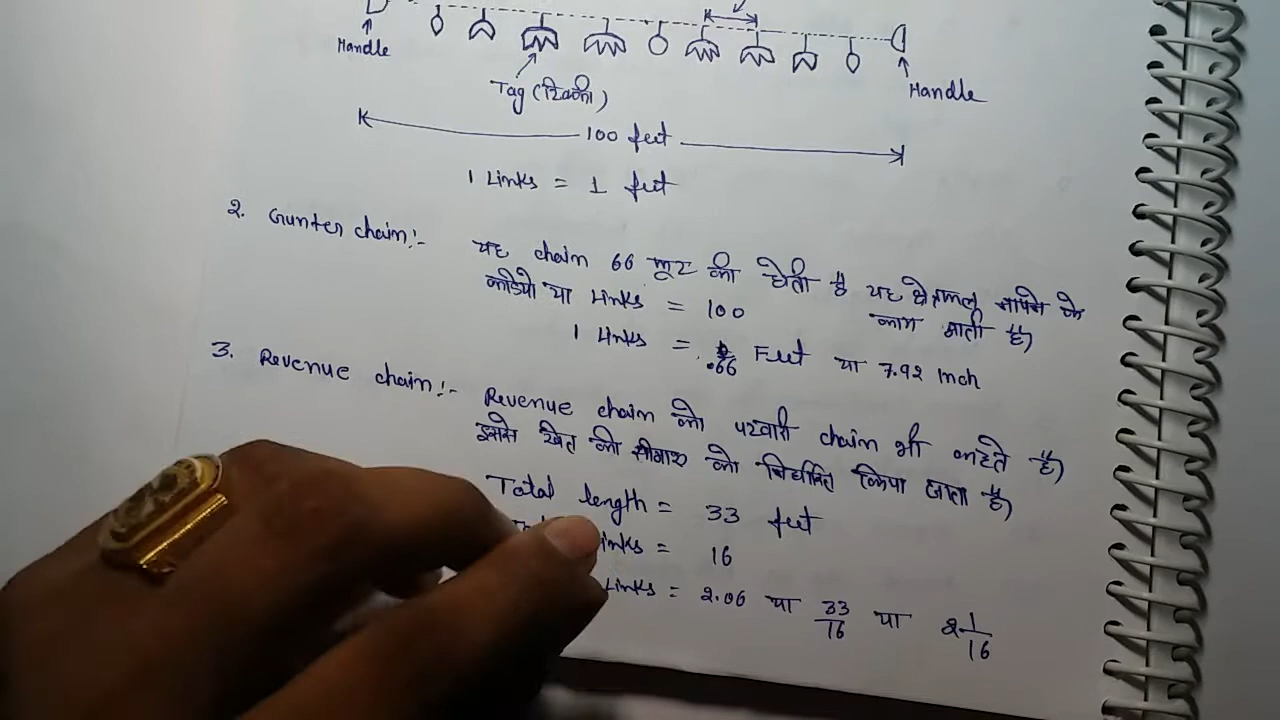 Handle
Tag (टिक्की)
Handle
100 feet
1 Links = 1 feet
2. Gunter chain:- यह chain 66 फूट की होती है यह क्षेत्रफल नापने के
काम आती है)
कडियो या Links = 100
1 Links = .66 Feet या 7.92 Inch
3. Revenue chain:- Revenue chain को पटवारी chain भी कहते है)
इससे खेत की को निर्धारित किया जाता है)
Total length = 33 feet
Links = 16
Links = 2.06 या 33/16 या 2 1/16